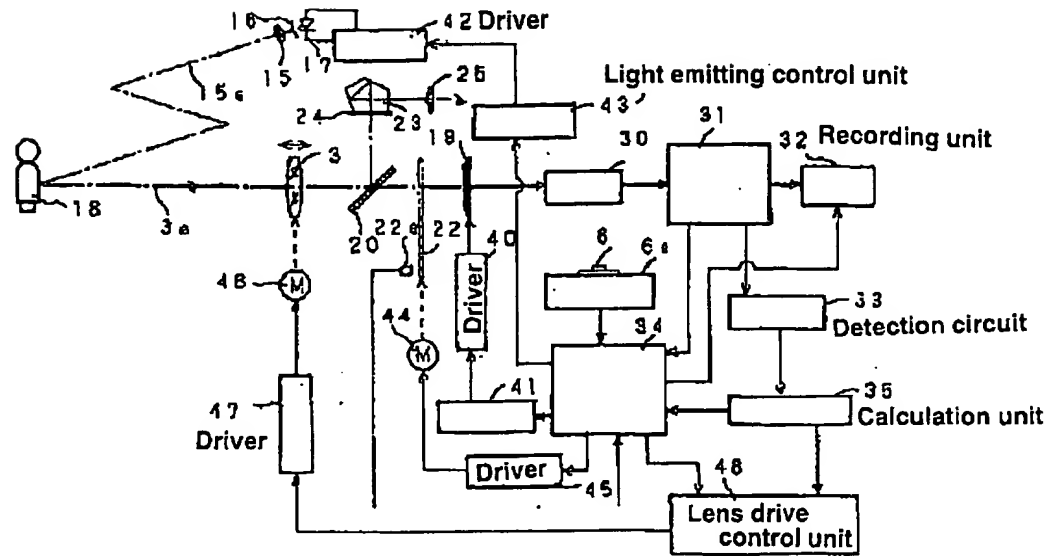 16
42 Driver
15
17
15a
25
24
23
Light emitting control unit
43
31
19
30
32
Recording unit
3
18
3a
20
22a
22
40
Driver
6
6a
46
M
44
M
34
33
Detection circuit
41
35
Calculation unit
47
Driver
Driver
45
48
Lens drive
control unit